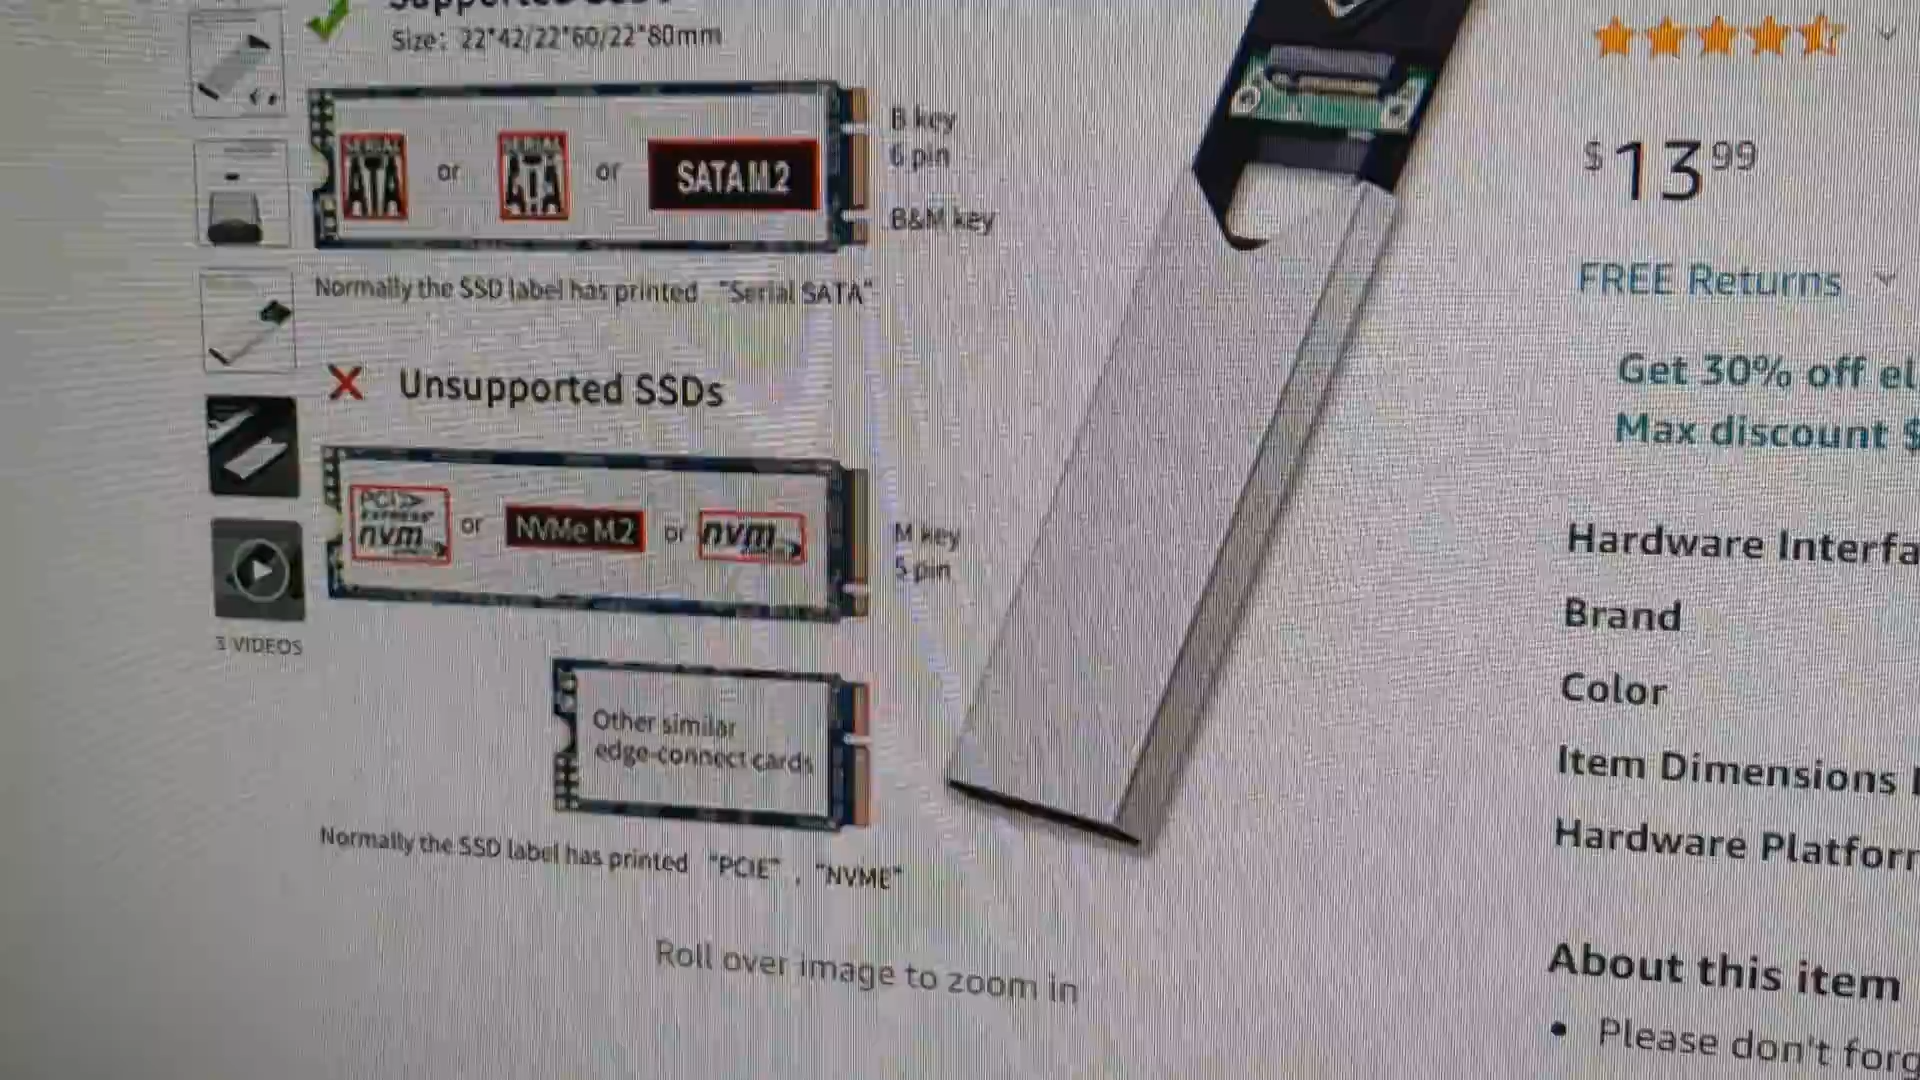 Supported SSDs
Size: 22*42/22*60/22*80mm
SERIAL
ATA
or
SERIAL
ATA
or
SATA M.2
B key
6 pin
B&M key
Normally the SSD label has printed "Serial SATA"
Unsupported SSDs
PCI
EXPRESS
nvm
or
NVMe M.2
or
nvm
M key
5 pin
3 VIDEOS
Other similar
edge-connect cards
Normally the SSD label has printed "PCIE" , "NVME"
Roll over image to zoom in
$13.99
FREE Returns
Get 30% off el
Max discount $
Hardware Interfa
Brand
Color
Item Dimensions
Hardware Platfor
About this item
• Please don't forg